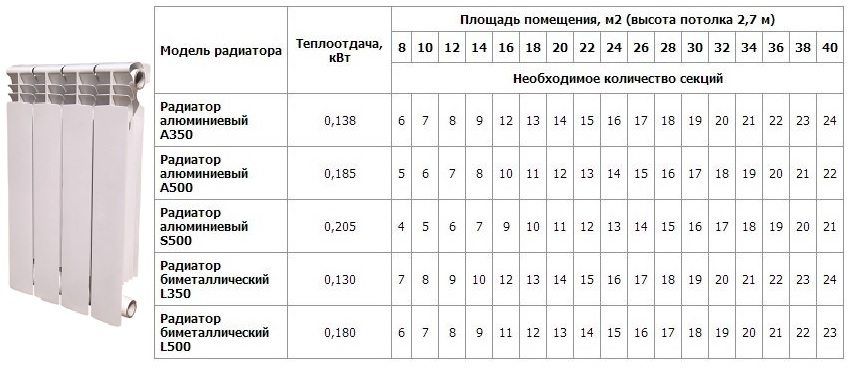 Модель радиатора Теплоотдача, кВт Площадь помещения, м2 (высота потолка 2,7 м)
8 10 12 14 16 18 20 22 24 26 28 30 32 34 36 38 40
Необходимое количество секций
Радиатор
алюминиевый
А350
0,138 6 7 8 9 12 13 14 15 16 17 18 19 20 21 22 23 24
Радиатор
алюминиевый
А500
0,185 5 6 7 8 10 11 12 13 14 15 16 17 18 19 20 21 22
Радиатор
алюминиевый
S500
0,205 4 5 6 7 9 10 11 12 13 14 15 16 17 18 19 20 21
Радиатор
биметаллический
L350
0,130 7 8 9 10 12 13 14 15 16 17 18 19 20 21 22 23 24
Радиатор
биметаллический
L500
0,180 6 7 8 9 11 12 13 14 15 16 17 18 19 20 21 22 23